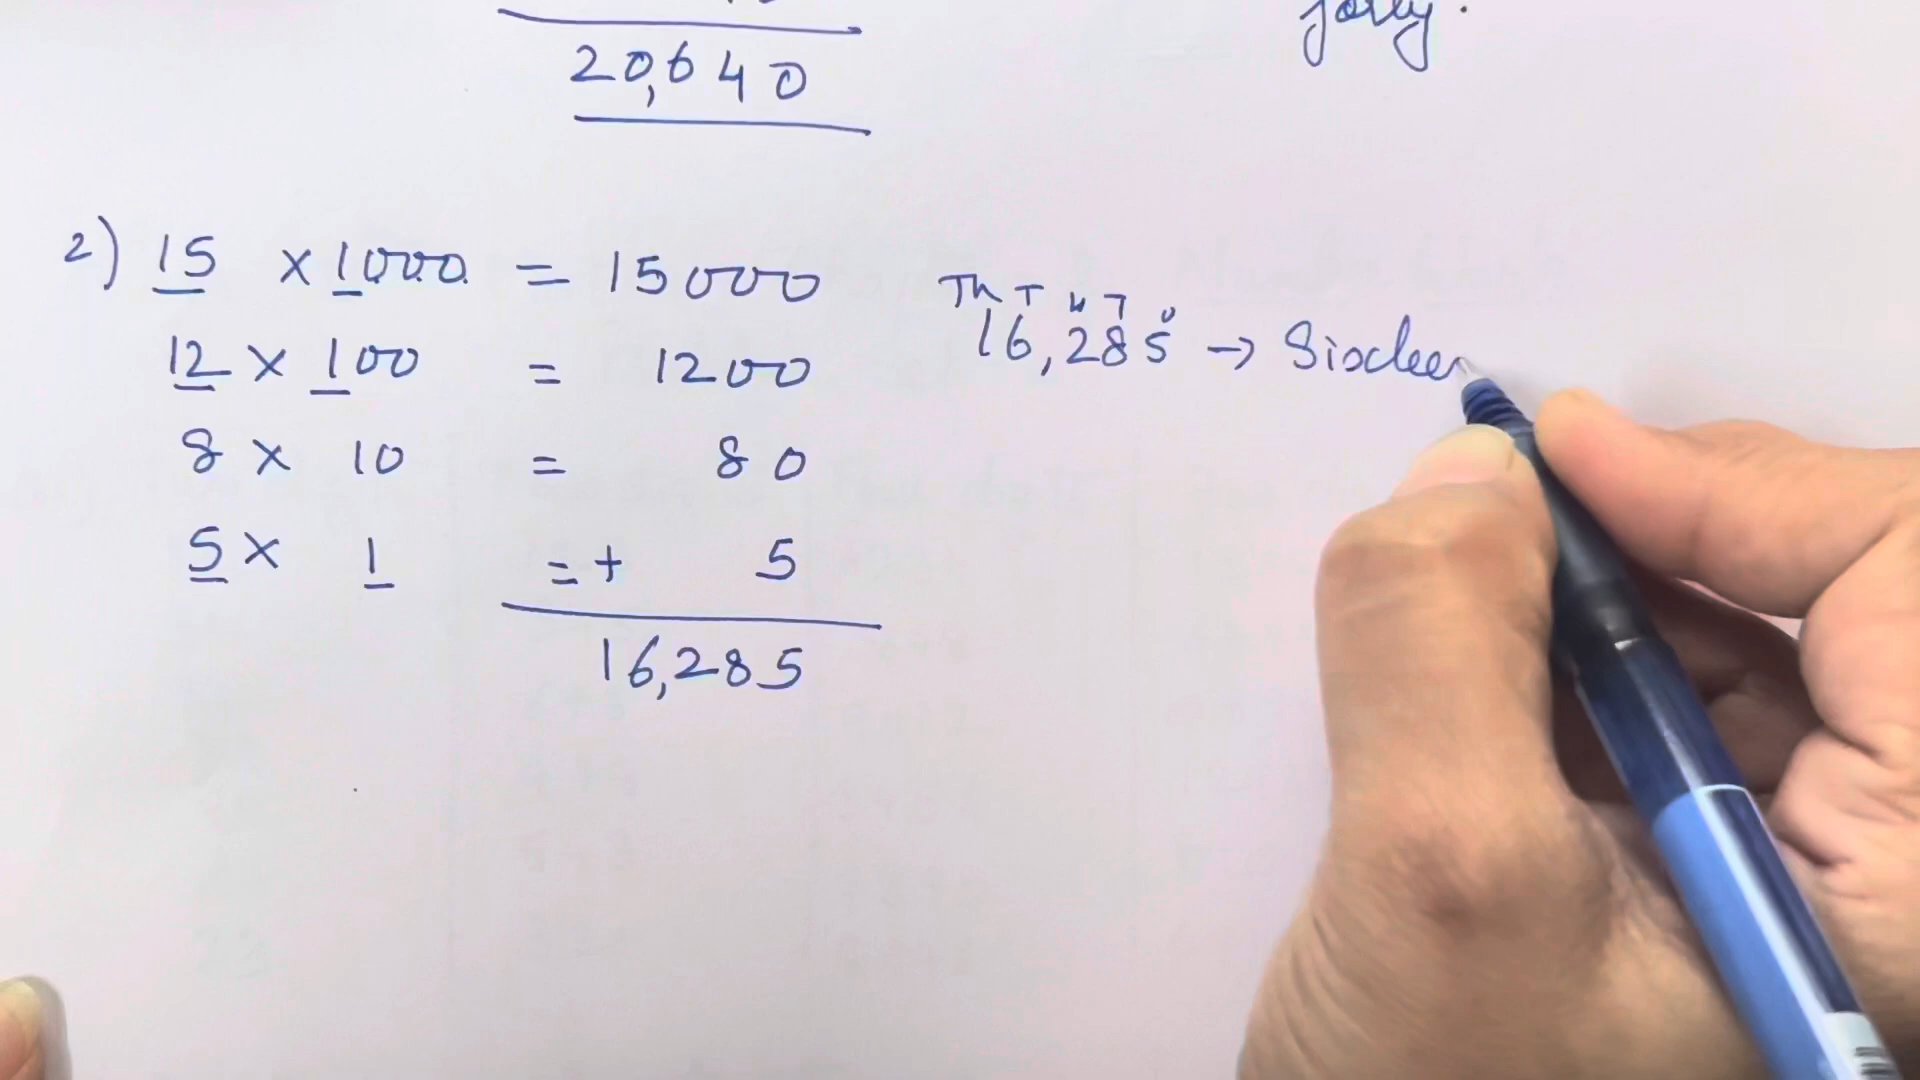 20,640
2) 15 × 1000 = 15000
12 × 100 = 1200
8 × 10 = 80
5 × 1 = + 5
16,285
Th T H T O
16,285 → Sixteen